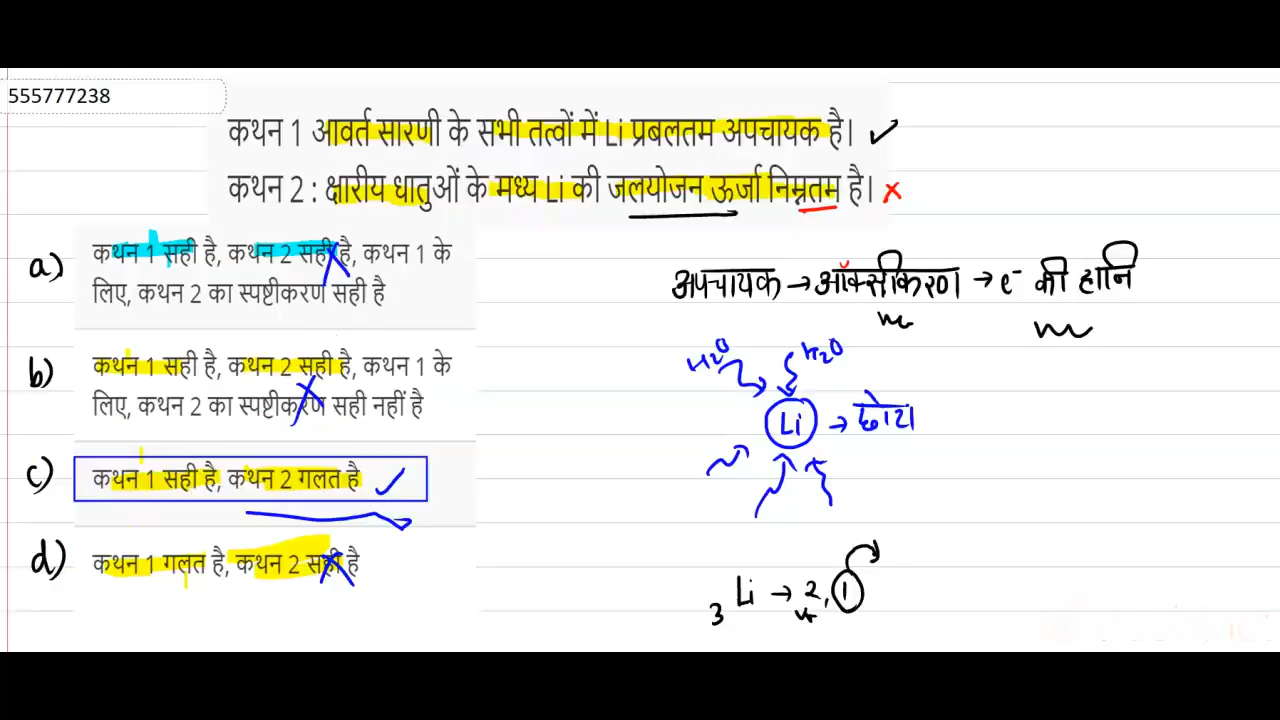 555777238
कथन 1 आवर्त सारणी के सभी तत्वों में Li प्रबलतम अपचायक है।
कथन 2 : क्षारीय धातुओं के मध्य Li की जलयोजन ऊर्जा निम्नतम है।
a) कथन 1 सही है, कथन 2 सही है, कथन 1 के
लिए, कथन 2 का स्पष्टीकरण सही है
b) कथन 1 सही है, कथन 2 सही है, कथन 1 के
लिए, कथन 2 का स्पष्टीकरण सही नहीं है
c) कथन 1 सही है, कथन 2 गलत है
d) कथन 1 गलत है, कथन 2 सही है
अपचायक → ऑक्सीकरण → e⁻ की हानि
H2O H2O
Li → छोटा
3 Li → 2, 1